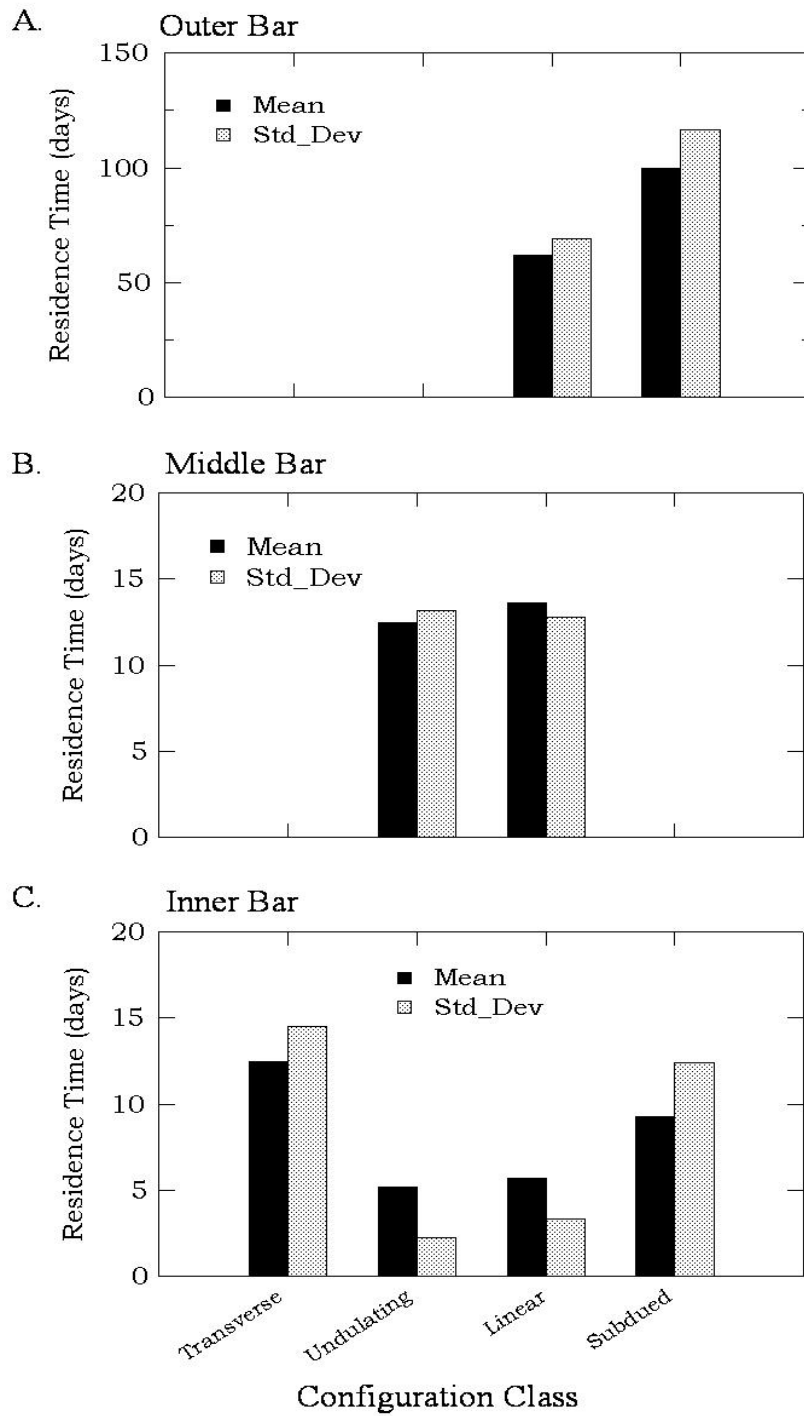 A.
Outer Bar
150
100
50
0
Residence Time (days)
Mean
Std_Dev
B.
Middle Bar
20
15
10
5
0
Residence Time (days)
Mean
Std_Dev
C.
Inner Bar
20
15
10
5
0
Residence Time (days)
Mean
Std_Dev
Transverse
Undulating
Linear
Subdued
Configuration Class